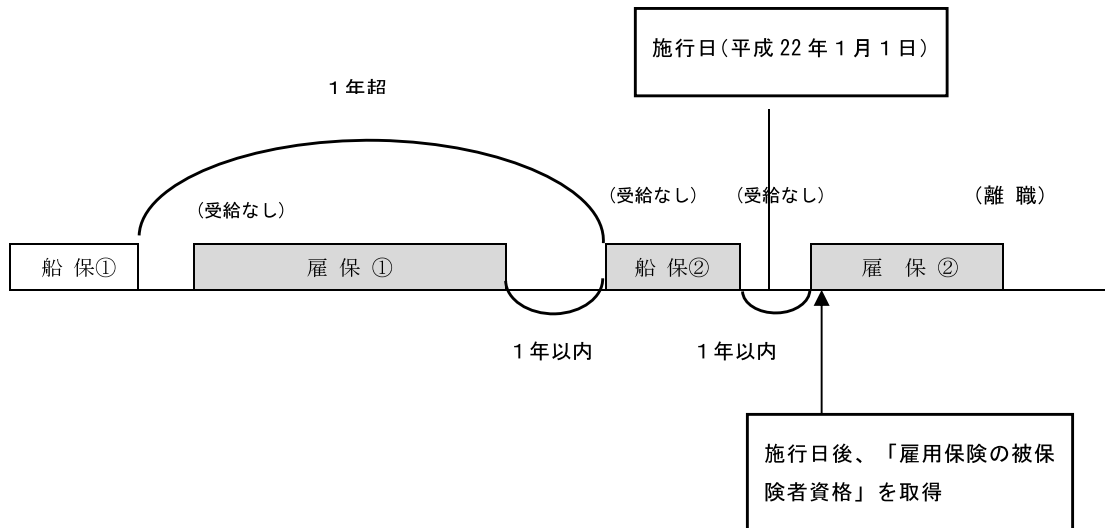 施行日（平成 22 年 1 月 1 日）
１年超
（受給なし）
（受給なし）
（受給なし）
（離 職）
船 保①
雇 保 ①
船 保②
雇 保 ②
１年以内
１年以内
施行日後、「雇用保険の被保
険者資格」を取得